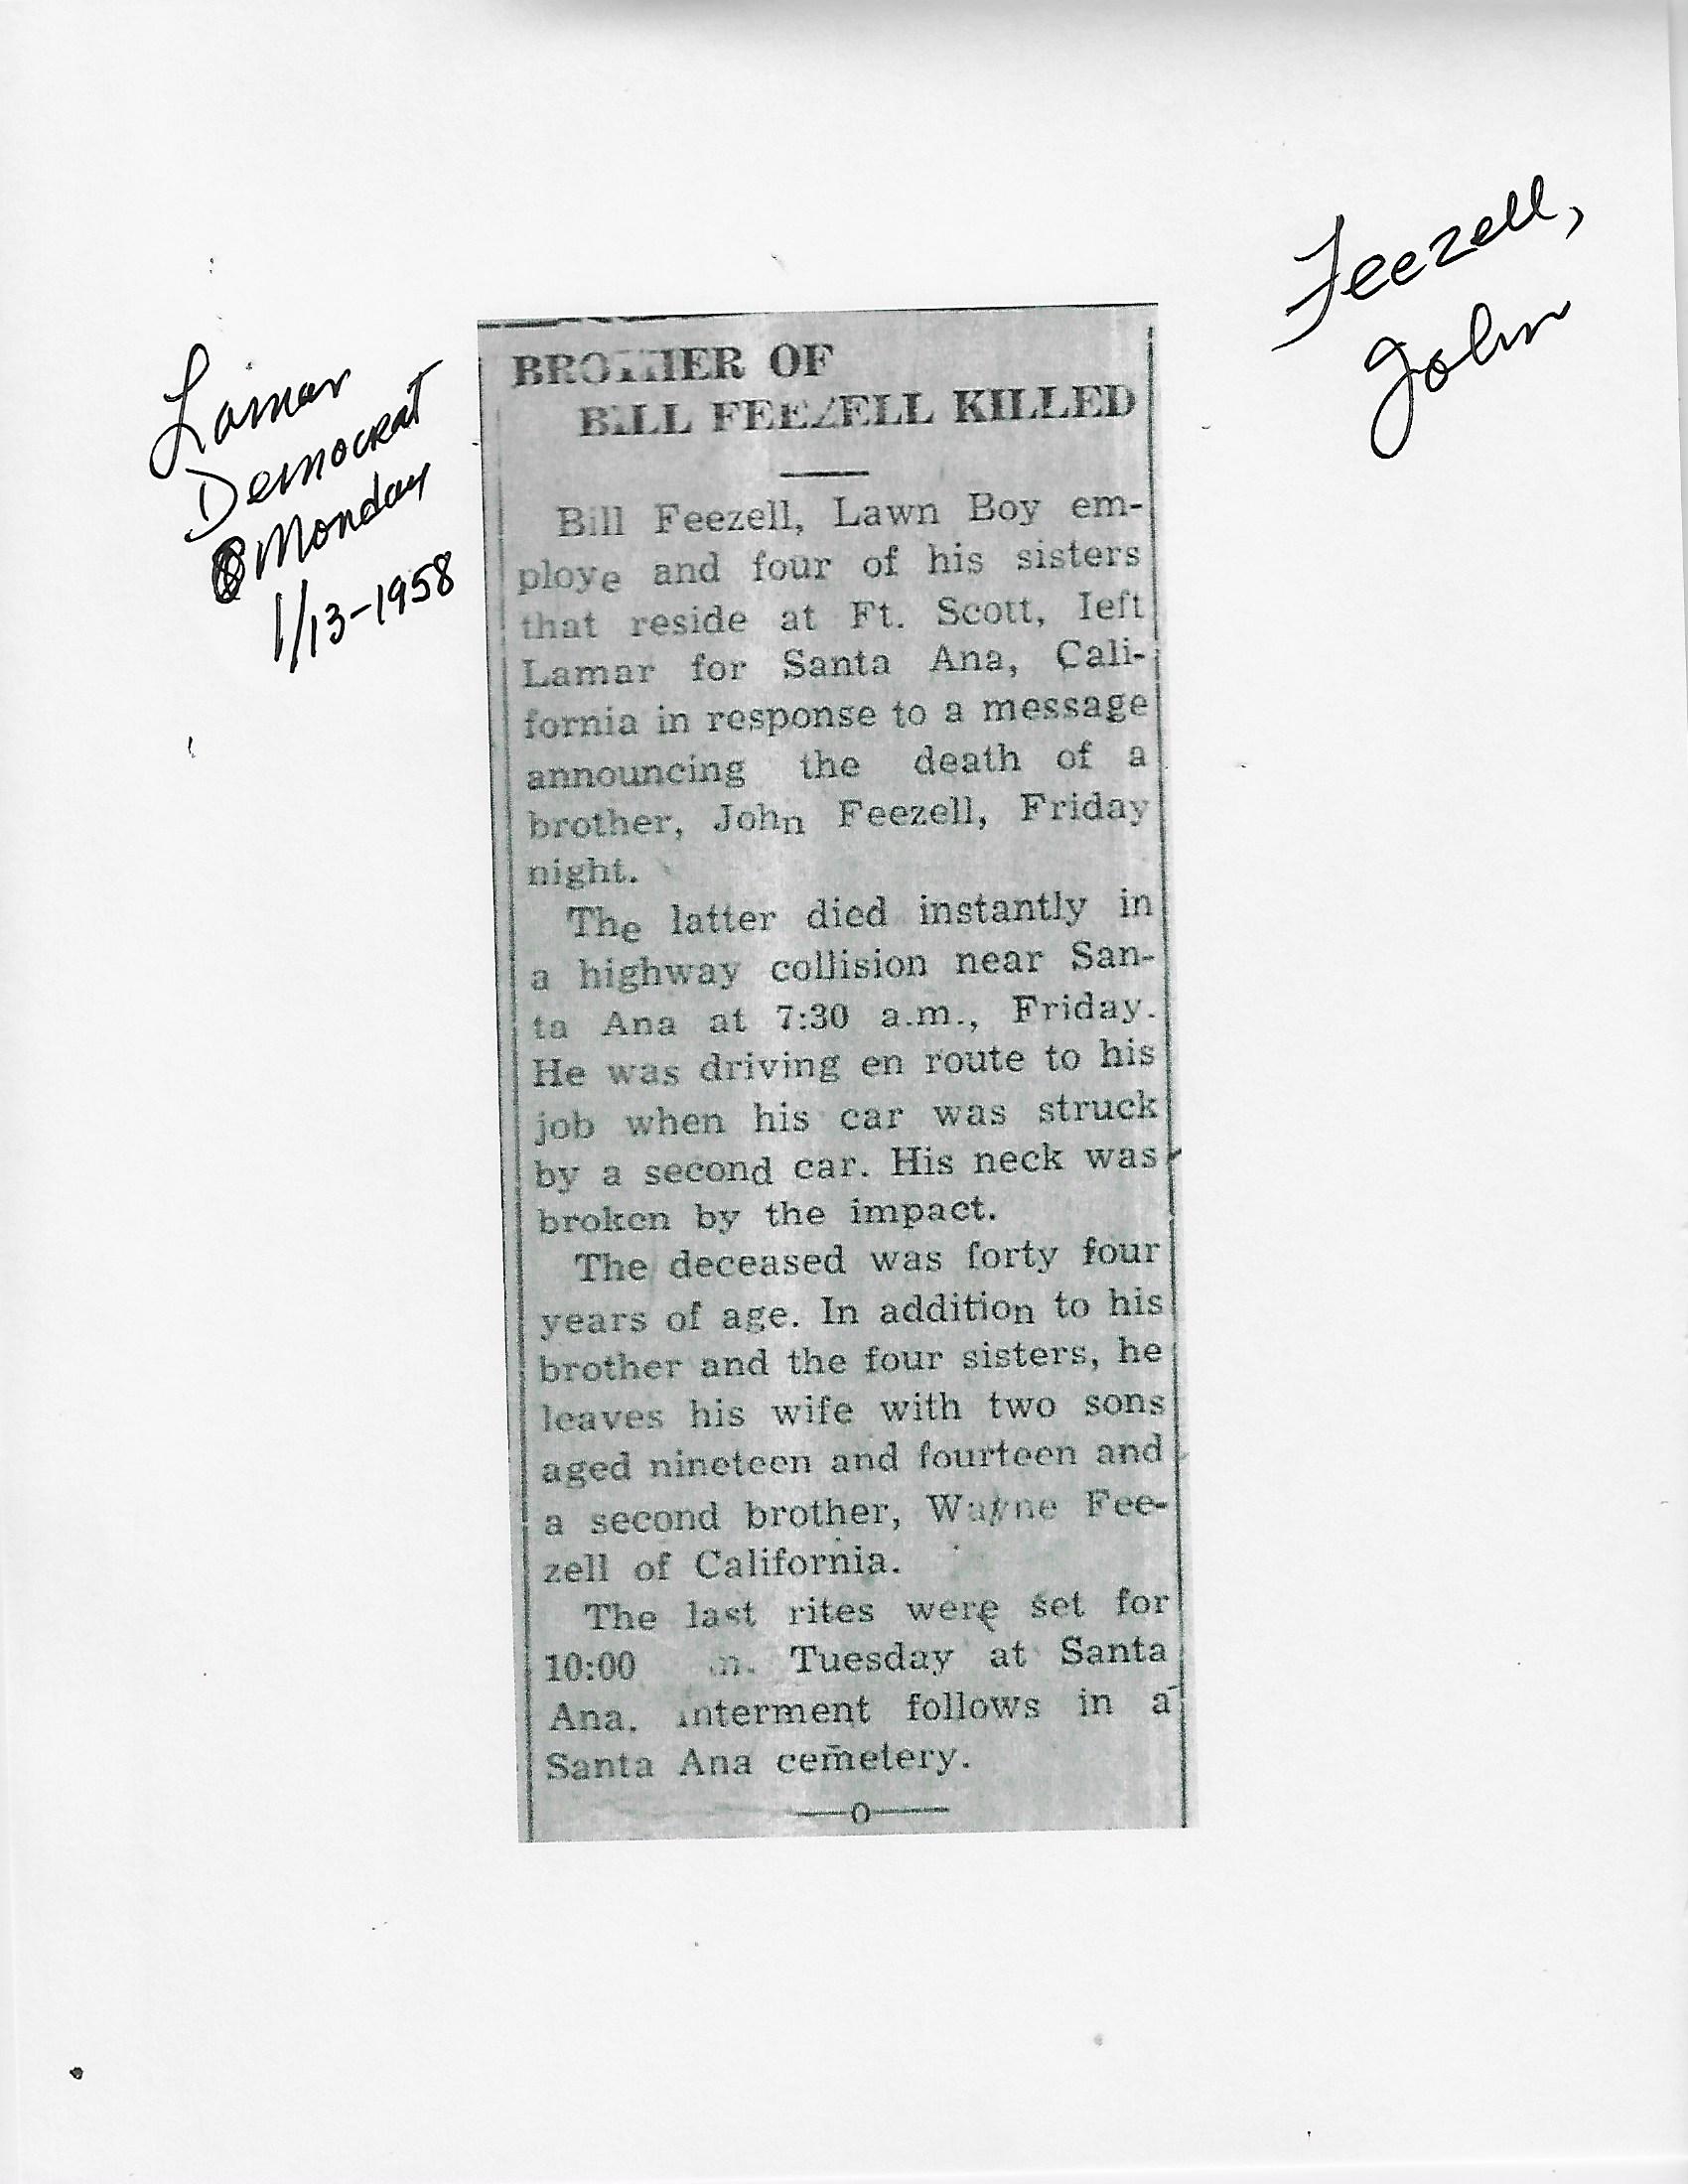 Feezell,
John
Lamar
Democrat
Monday
1/13-1958
BROTHER OF
BILL FEEZELL KILLED
Bill Feezell, Lawn Boy em-
ploye and four of his sisters
that reside at Ft. Scott, left
Lamar for Santa Ana, Cali-
fornia in response to a message
announcing the death of a
brother, John Feezell, Friday
night.
The latter died instantly in
a highway collision near San-
ta Ana at 7:30 a.m., Friday.
He was driving en route to his
job when his car was struck
by a second car. His neck was
broken by the impact.
The deceased was forty four
years of age. In addition to his
brother and the four sisters, he
leaves his wife with two sons
aged nineteen and fourteen and
a second brother, Wayne Fee-
zell of California.
The last rites were set for
10:00 m. Tuesday at Santa
Ana. interment follows in a
Santa Ana cemetery.
—o—